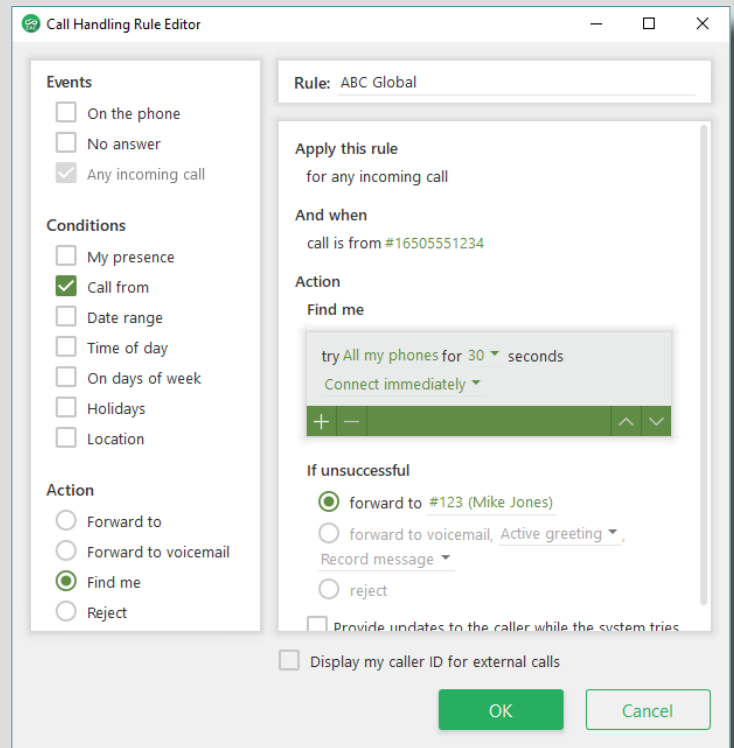 Call Handling Rule Editor
Events
On the phone
No answer
Any incoming call
Conditions
My presence
Call from
Date range
Time of day
On days of week
Holidays
Location
Action
Forward to
Forward to voicemail
Find me
Reject
Rule: ABC Global
Apply this rule
for any incoming call
And when
call is from #16505551234
Action
Find me
try All my phones for 30 seconds
Connect immediately
If unsuccessful
forward to #123 (Mike Jones)
forward to voicemail, Active greeting ,
Record message
reject
Provide updates to the caller while the system tries
Display my caller ID for external calls
OK
Cancel